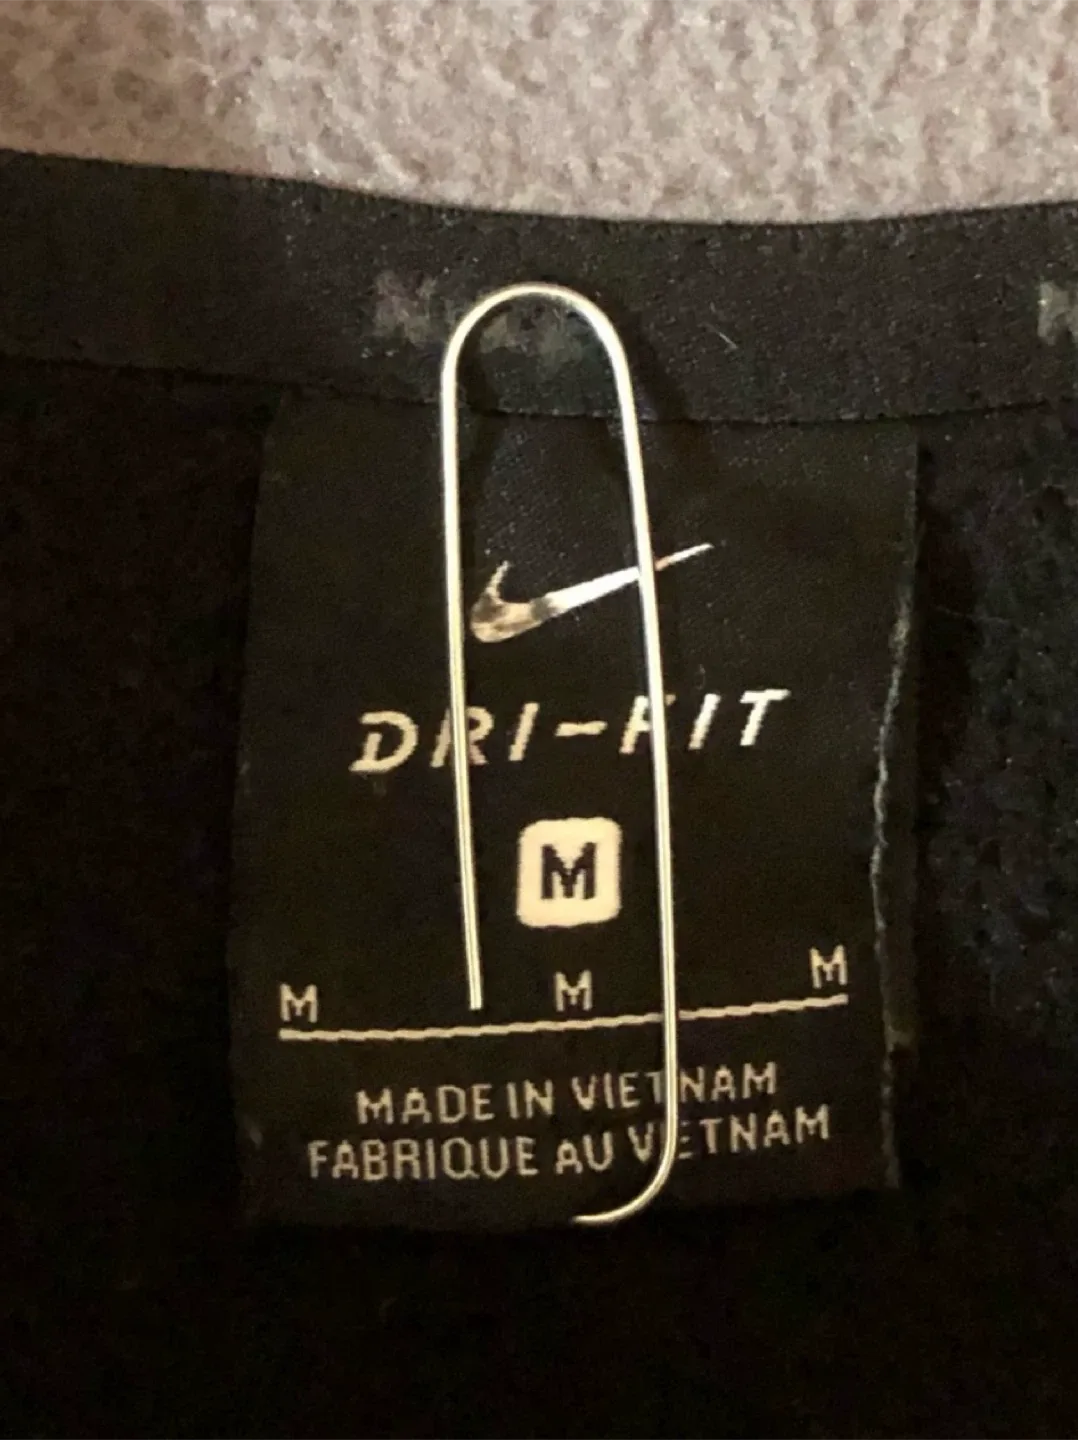 DRI-FIT
M
M M M
MADE IN VIETNAM
FABRIQUE AU VIETNAM